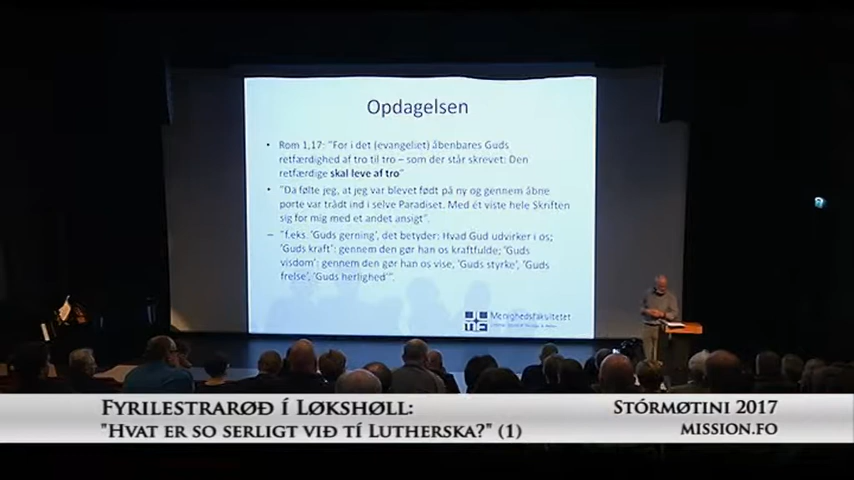 Opdagelsen
• Rom 1,17: "For i det (evangeliet) åbenbares Guds
retfærdighed af tro til tro – som der står skrevet: Den
retfærdige skal leve af tro"
• "Da følte jeg, at jeg var blevet født på ny og gennem åbne
porte var trådt ind i selve Paradiset. Med ét viste hele Skriften
sig for mig med et andet ansigt".
– "f.eks. 'Guds gerning', det betyder: Hvad Gud udvirker i os;
'Guds kraft': gennem den gør han os kraftfulde; 'Guds
visdom': gennem den gør han os vise, 'Guds styrke', 'Guds
frelse', 'Guds herlighed'".
Menighedsfakultetet
Fyrilestrarøð í Løkshøll:
"Hvat er so serligt við tí Lutherska?" (1)
Stórmøtini 2017
mission.fo